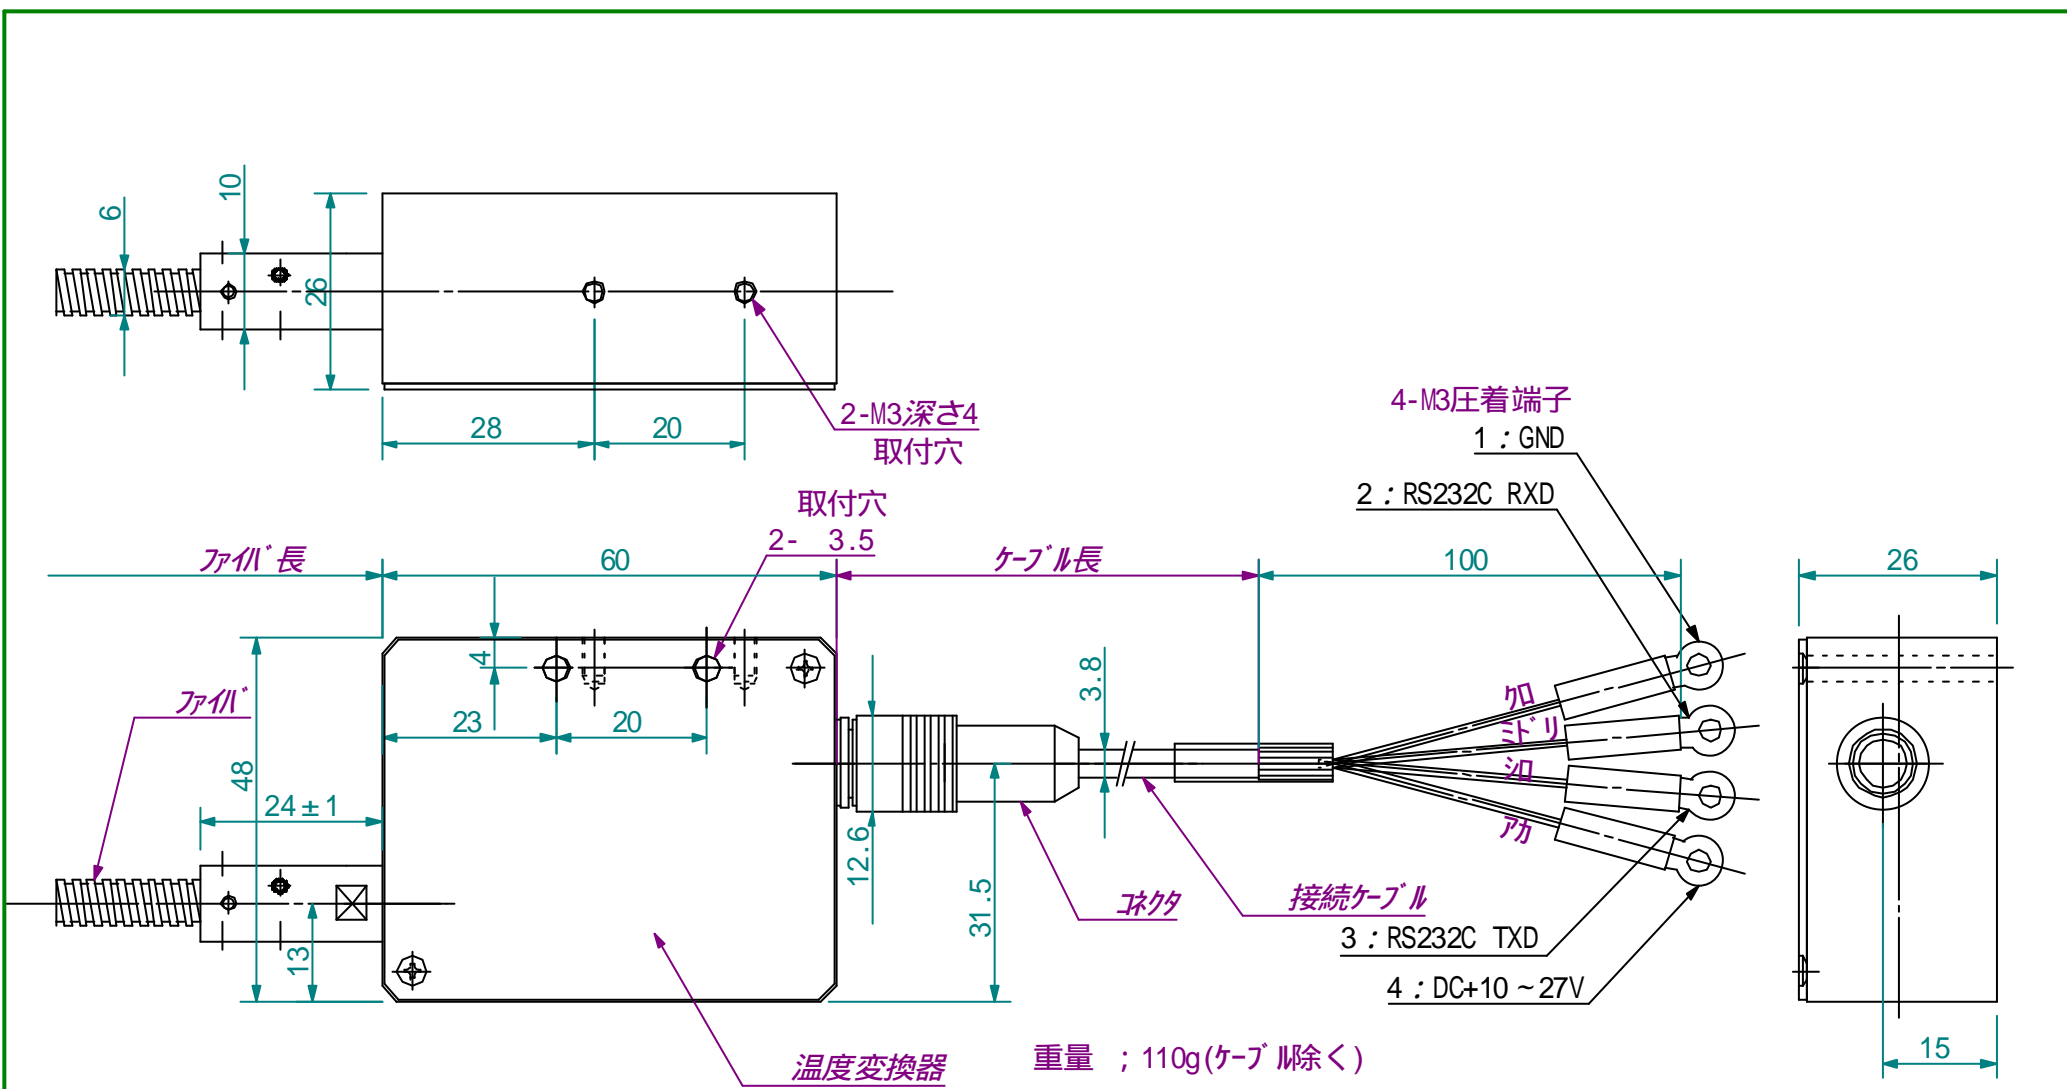 6
10
26
28
20
2-M3深さ4
取付穴
4-M3圧着端子
1：GND
2：RS232C RXD
取付穴
2-　3.5
ファイバ長
60
ケーブル長
100
26
4
23
20
3.8
クロ
ミドリ
シロ
アカ
ファイバ
48
24±1
12.6
31.5
13
コネクタ
接続ケーブル
3：RS232C TXD
4：DC+10～27V
15
温度変換器
重量　；110g(ケーブル除く)